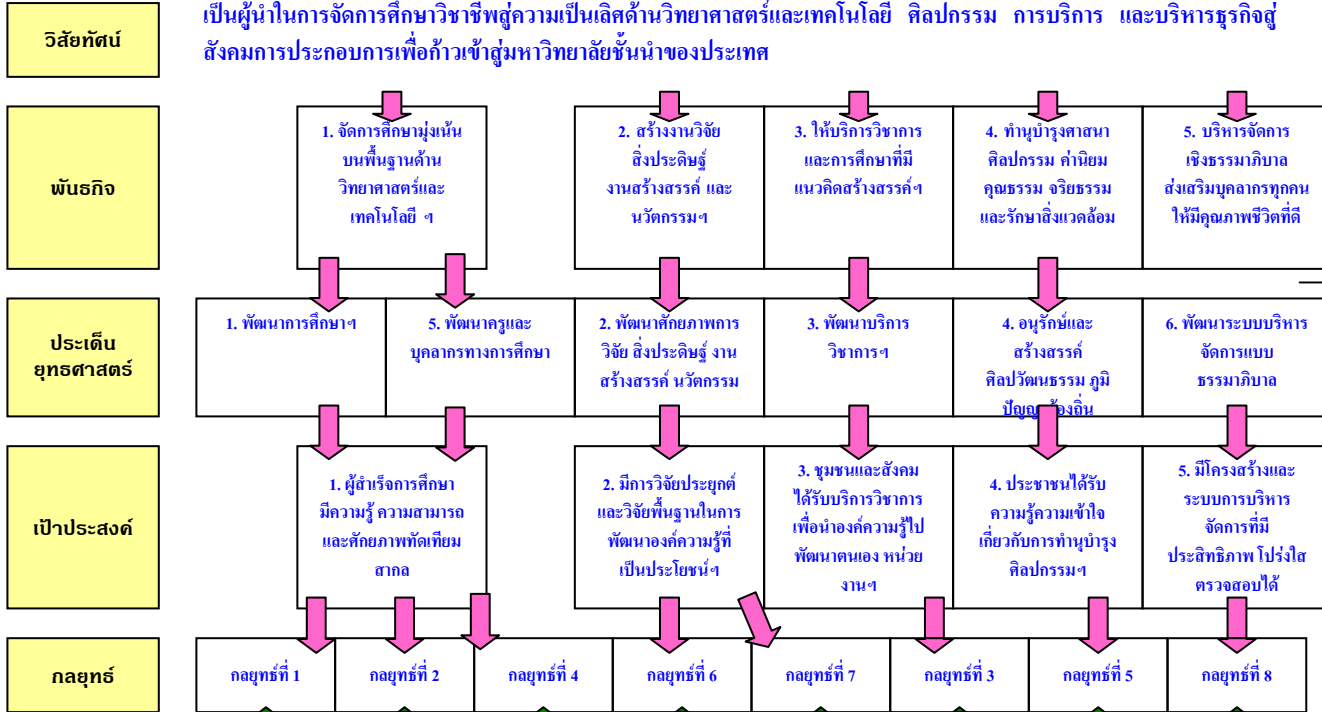 วิสัยทัศน์
เป็นผู้นำในการจัดการศึกษาวิชาชีพสู่ความเป็นเลิศด้านวิทยาศาสตร์และเทคโนโลยี ศิลปกรรม การบริการ และบริหารธุรกิจสู่
สังคมการประกอบการเพื่อก้าวเข้าสู่มหาวิทยาลัยชั้นนำของประเทศ
พันธกิจ
1. จัดการศึกษามุ่งเน้น
บนพื้นฐานด้าน
วิทยาศาสตร์และ
เทคโนโลยี ฯ
2. สร้างงานวิจัย
สิ่งประดิษฐ์
งานสร้างสรรค์ และ
นวัตกรรมฯ
3. ให้บริการวิชาการ
และการศึกษาที่มี
แนวคิดสร้างสรรค์ฯ
4. ทำนุบำรุงศาสนา
ศิลปกรรม ค่านิยม
คุณธรรม จริยธรรม
และรักษาสิ่งแวดล้อม
5. บริหารจัดการ
เชิงธรรมาภิบาล
ส่งเสริมบุคลากรทุกคน
ให้มีคุณภาพชีวิตที่ดี
ประเด็น
ยุทธศาสตร์
1. พัฒนาการศึกษาฯ
5. พัฒนาครูและ
บุคลากรทางการศึกษา
2. พัฒนาศักยภาพการ
วิจัย สิ่งประดิษฐ์ งาน
สร้างสรรค์ นวัตกรรม
3. พัฒนาบริการ
วิชาการฯ
4. อนุรักษ์และ
สร้างสรรค์
ศิลปวัฒนธรรม ภูมิ
6. พัฒนาระบบบริหาร
จัดการแบบ
ธรรมาภิบาล
เป้าประสงค์
1. ผู้สำเร็จการศึกษา
มีความรู้ ความสามารถ
และศักยภาพทัดเทียม
สากล
2. มีการวิจัยประยุกต์
และวิจัยพื้นฐานในการ
พัฒนาองค์ความรู้ที่
เป็นประโยชน์ฯ
3. ชุมชนและสังคม
ได้รับบริการวิชาการ
เพื่อนำองค์ความรู้ไป
พัฒนาตนเอง หน่วย
งานฯ
4. ประชาชนได้รับ
ความรู้ความเข้าใจ
เกี่ยวกับการทำนุบำรุง
ศิลปกรรมฯ
5. มีโครงสร้างและ
ระบบการบริหาร
จัดการที่มี
ประสิทธิภาพ โปร่งใส
ตรวจสอบได้
กลยุทธ์
กลยุทธ์ที่ 1
กลยุทธ์ที่ 2
กลยุทธ์ที่ 4
กลยุทธ์ที่ 6
กลยุทธ์ที่ 7
กลยุทธ์ที่ 3
กลยุทธ์ที่ 5
กลยุทธ์ที่ 8